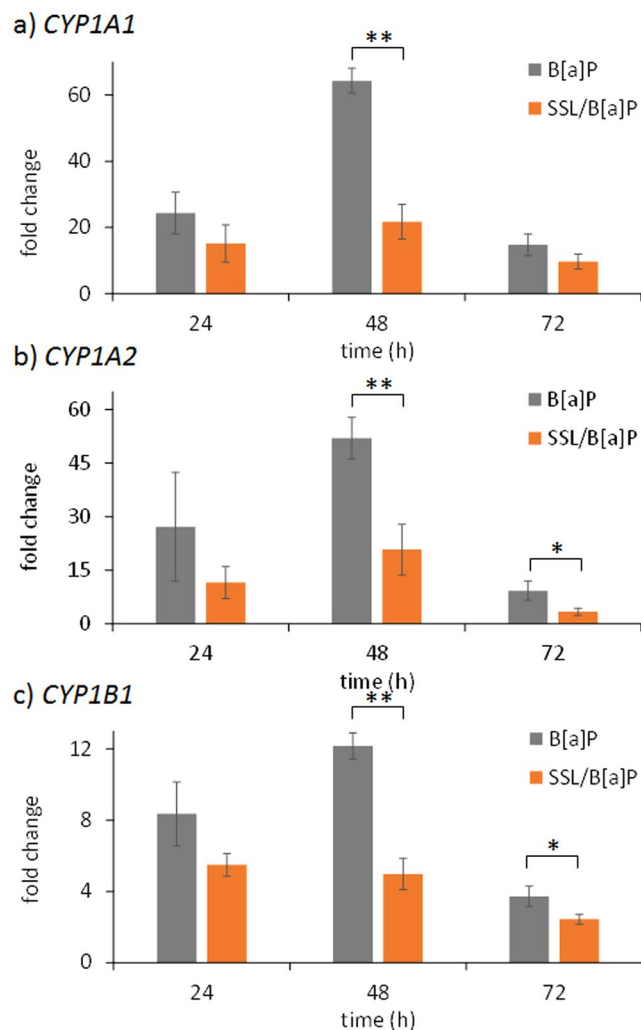 a) CYP1A1
**
B[a]P
SSL/B[a]P
60
40
20
0
fold change
24 48 72
time (h)
b) CYP1A2
**
B[a]P
SSL/B[a]P
60
45
30
15
0
fold change
*
24 48 72
time (h)
c) CYP1B1
**
B[a]P
SSL/B[a]P
12
8
4
0
fold change
*
24 48 72
time (h)